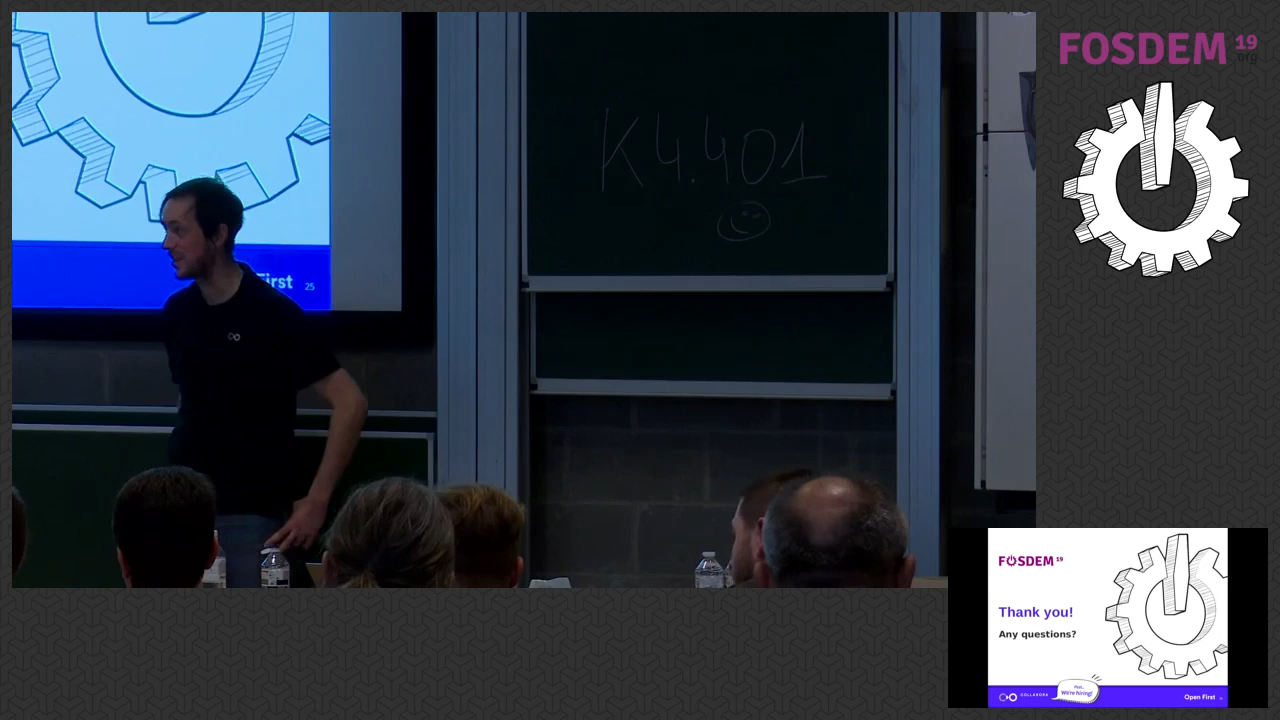 First
25
K4.401
FOSDEM 19
.org
FOSDEM 19
Thank you!
Any questions?
COLLABORA
Psst..
We're hiring!
Open First